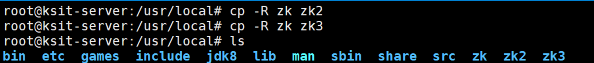 root@ksit-server:/usr/local# cp -R zk zk2
root@ksit-server:/usr/local# cp -R zk zk3
root@ksit-server:/usr/local# ls
bin  etc  games  include  jdk8  lib  man  sbin  share  src  zk  zk2  zk3